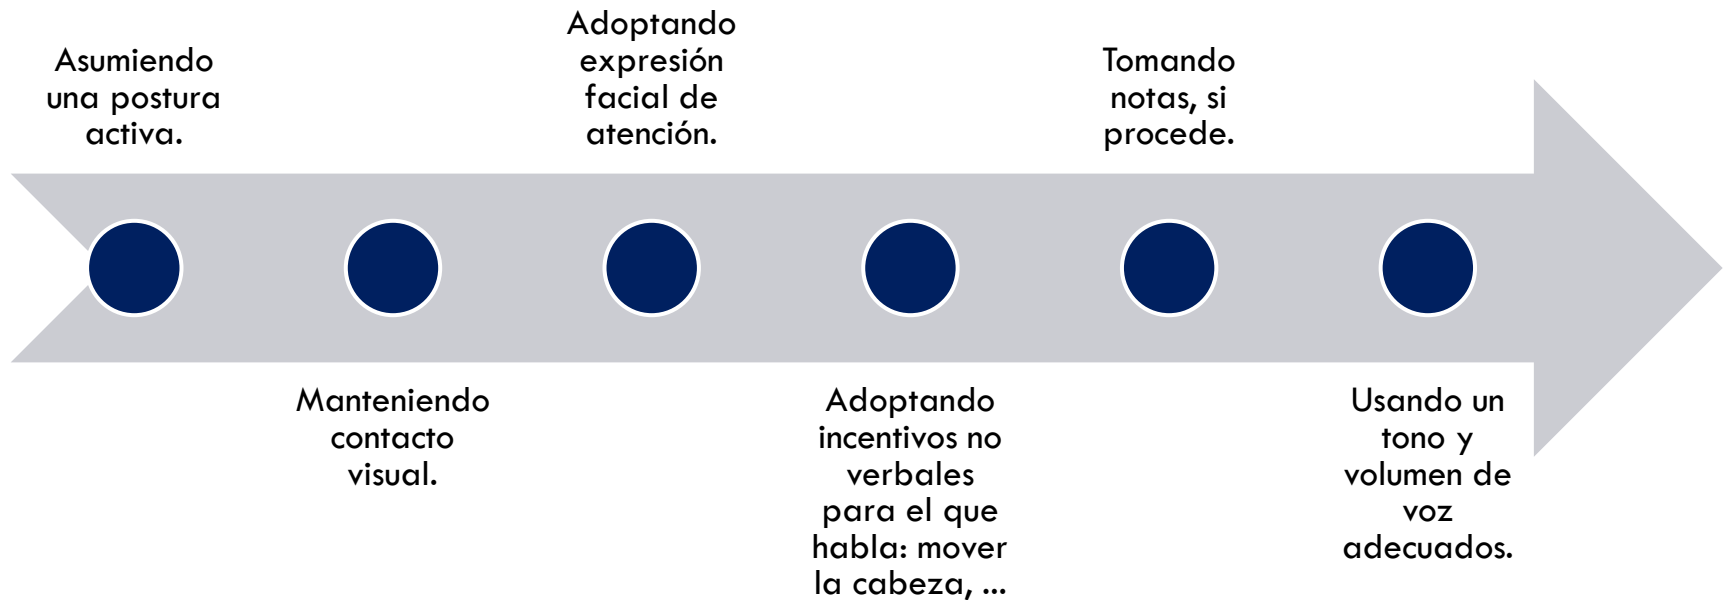 Asumiendo
una postura
activa.
Manteniendo
contacto
visual.
Adoptando
expresión
facial de
atención.
Adoptando
incentivos no
verbales
para el que
habla: mover
la cabeza, ...
Tomando
notas, si
procede.
Usando un
tono y
volumen de
voz
adecuados.